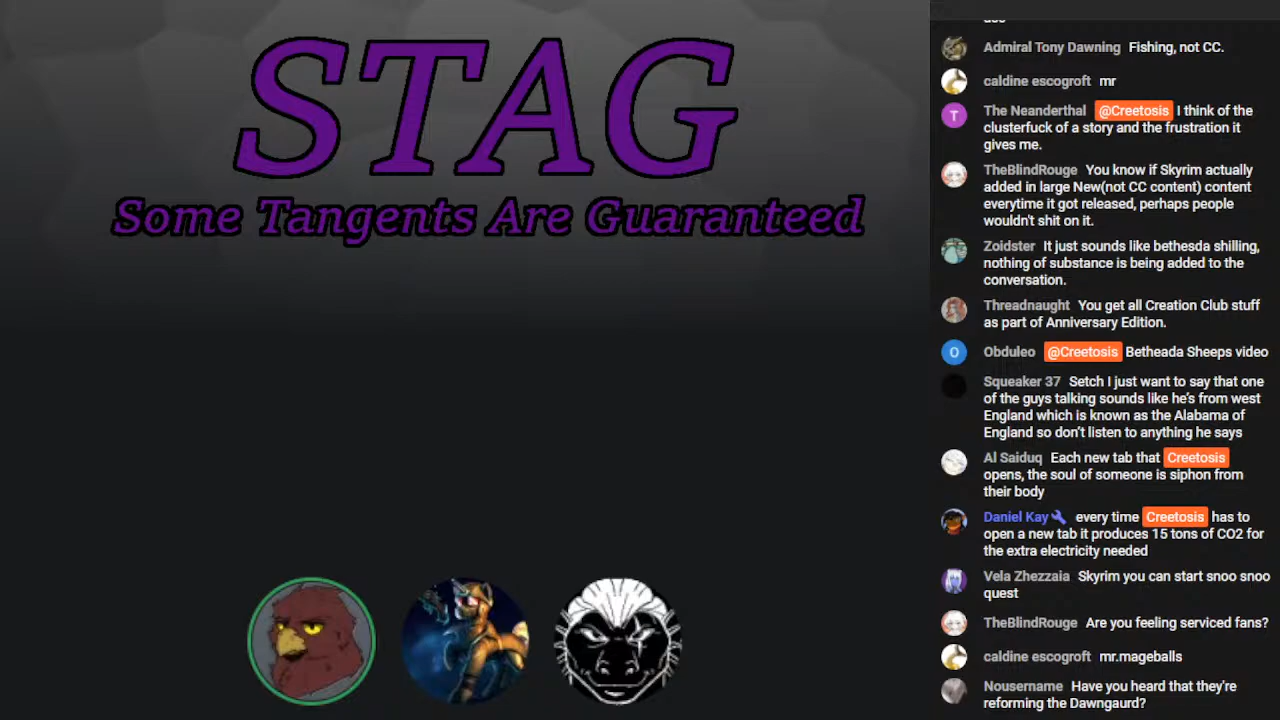 STAG
Some Tangents Are Guaranteed
Admiral Tony Dawning Fishing, not CC.
caldine escogroft mr
T The Neanderthal @Creetosis I think of the
clusterfuck of a story and the frustration it
gives me.
TheBlindRouge You know if Skyrim actually
added in large New(not CC content) content
everytime it got released, perhaps people
wouldn't shit on it.
Zoidster It just sounds like bethesda shilling,
nothing of substance is being added to the
conversation.
Threadnaught You get all Creation Club stuff
as part of Anniversary Edition.
O Obduleo @Creetosis Betheada Sheeps video
Squeaker 37 Setch I just want to say that one
of the guys talking sounds like he's from west
England which is known as the Alabama of
England so don't listen to anything he says
Al Saiduq Each new tab that Creetosis
opens, the soul of someone is siphon from
their body
Daniel Kay every time Creetosis has to
open a new tab it produces 15 tons of CO2 for
the extra electricity needed
Vela Zhezzaia Skyrim you can start snoo snoo
quest
TheBlindRouge Are you feeling serviced fans?
caldine escogroft mr.mageballs
Nousername Have you heard that they're
reforming the Dawngaurd?